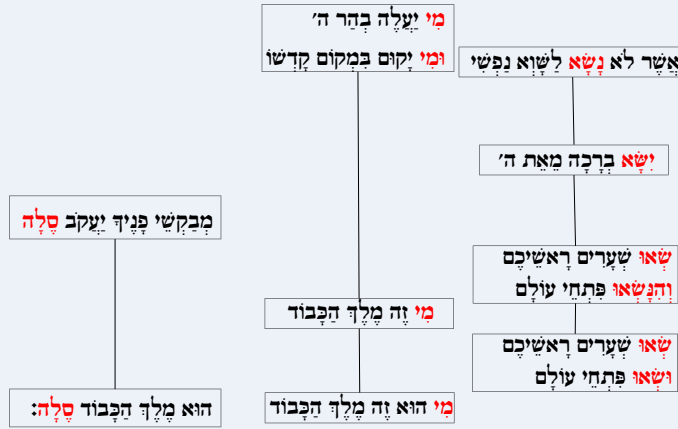 אֲשֶׁר לֹא נָשָׂא לַשָּׁוְא נַפְשִׁי
יִשָּׂא בְרָכָה מֵאֵת ה'
שְׂאוּ שְׁעָרִים רָאשֵׁיכֶם
וְהִנָּשְׂאוּ פִּתְחֵי עוֹלָם
שְׂאוּ שְׁעָרִים רָאשֵׁיכֶם
וּשְׂאוּ פִּתְחֵי עוֹלָם
מִי יַעֲלֶה בְהַר ה'
וּמִי יָקוּם בִּמְקוֹם קָדְשׁוֹ
מִי זֶה מֶלֶךְ הַכָּבוֹד
מִי הוּא זֶה מֶלֶךְ הַכָּבוֹד
מְבַקְשֵׁי פָנֶיךָ יַעֲקֹב סֶלָה
הוּא מֶלֶךְ הַכָּבוֹד סֶלָה: